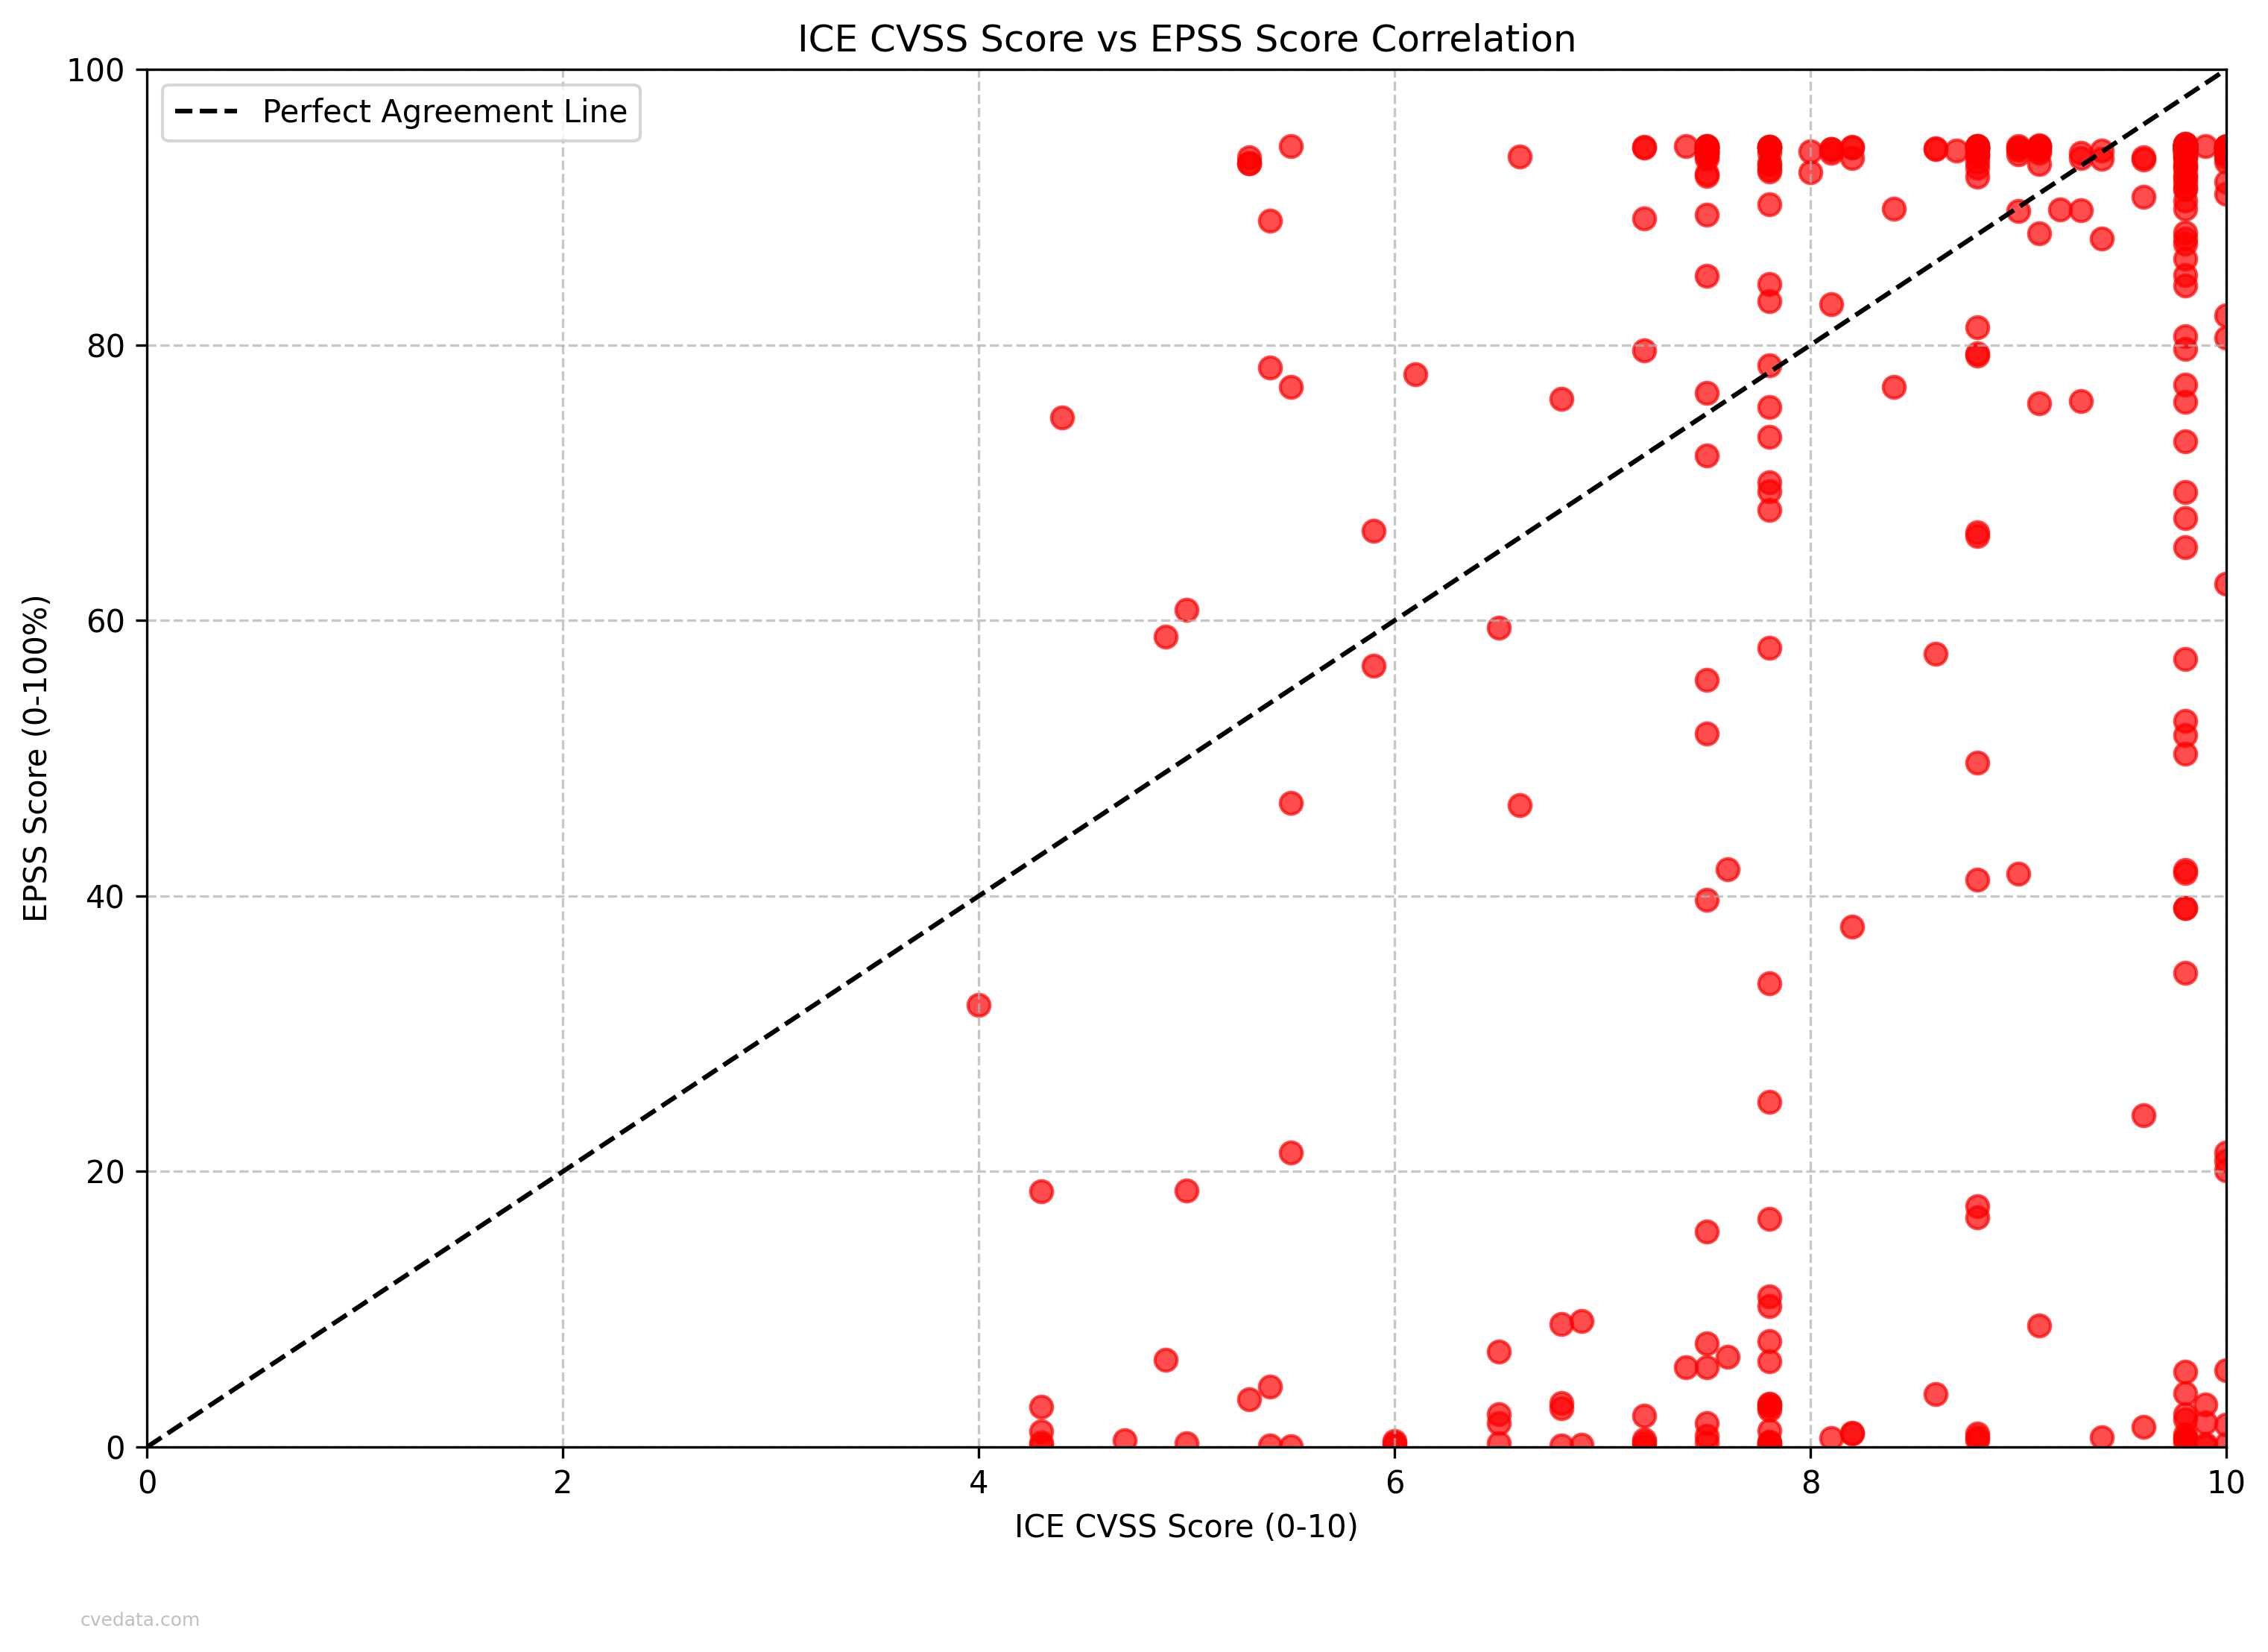 ICE CVSS Score vs EPSS Score Correlation
100
Perfect Agreement Line
80
60
40
20
0
EPSS Score (0-100%)
0 2 4 6 8 10
ICE CVSS Score (0-10)
cvedata.com